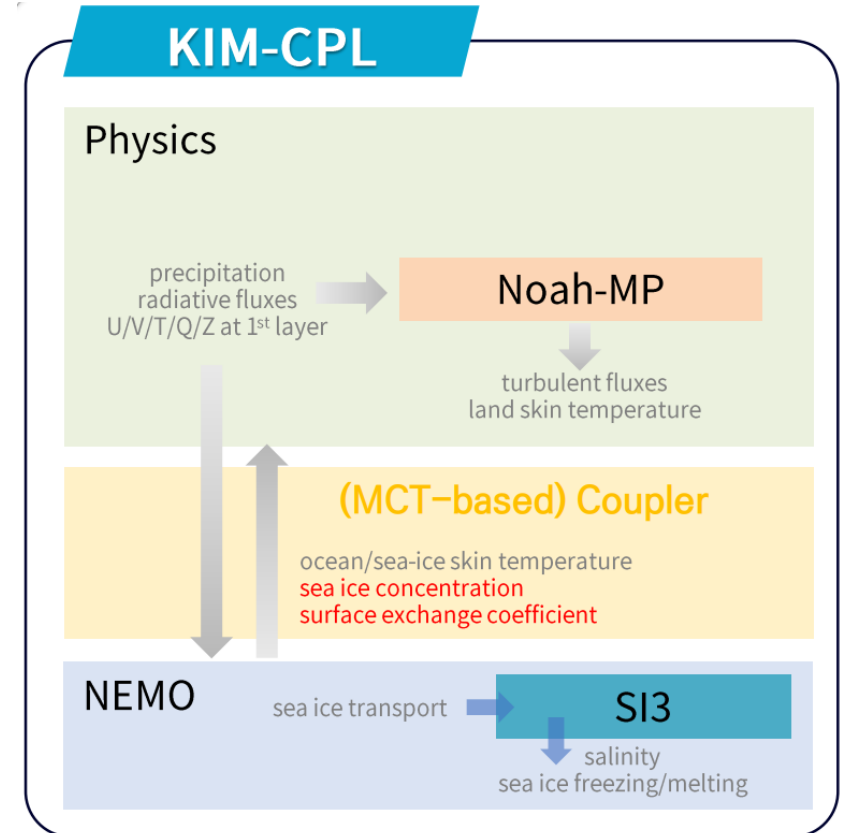 KIM-CPL
Physics
precipitation
radiative fluxes
U/V/T/Q/Z at 1st layer
Noah-MP
turbulent fluxes
land skin temperature
(MCT-based) Coupler
ocean/sea-ice skin temperature
sea ice concentration
surface exchange coefficient
NEMO
sea ice transport
SI3
salinity
sea ice freezing/melting